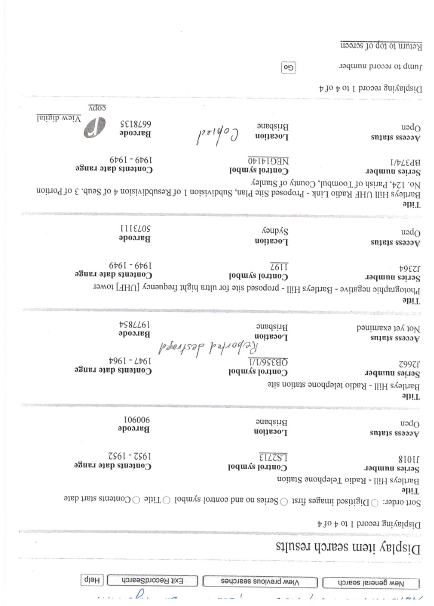 New general search View previous searches Exit RecordSearch Help
Display item search results
Displaying record 1 to 4 of 4
Sort order: Digitised images first Series no and control symbol Title Contents start date
Title
Bartleys Hill - Radio Telephone Station
Series number Control symbol Contents date range
J1018 LS2713 1952 - 1952
Access status Location Barcode
Open Brisbane 900901
Title
Bartleys Hill - Radio telephone station site
Series number Control symbol Contents date range
J2662 QB3561/1 1947 - 1964
Reported destroyed
Access status Location Barcode
Not yet examined Brisbane 1977854
Title
Photographic negative - Bartleys Hill - proposed site for ultra hight frequency [UHF] tower
Series number Control symbol Contents date range
J2364 1197 1949 - 1949
Access status Location Barcode
Open Sydney 5073111
Title
Bartleys Hill UHF Radio Link - Proposed Site Plan, Subdivision 1 of Resubdivision 4 of Seub. 3 of Portion
No. 124, Parish of Toombul, County of Stanley
Series number Control symbol Contents date range
BP374/1 NEG14140 1949 - 1949
Access status Location Barcode
Open Brisbane Copied 6678135
View digital
copy
Displaying record 1 to 4 of 4
Jump to record number Go
Return to top of screen